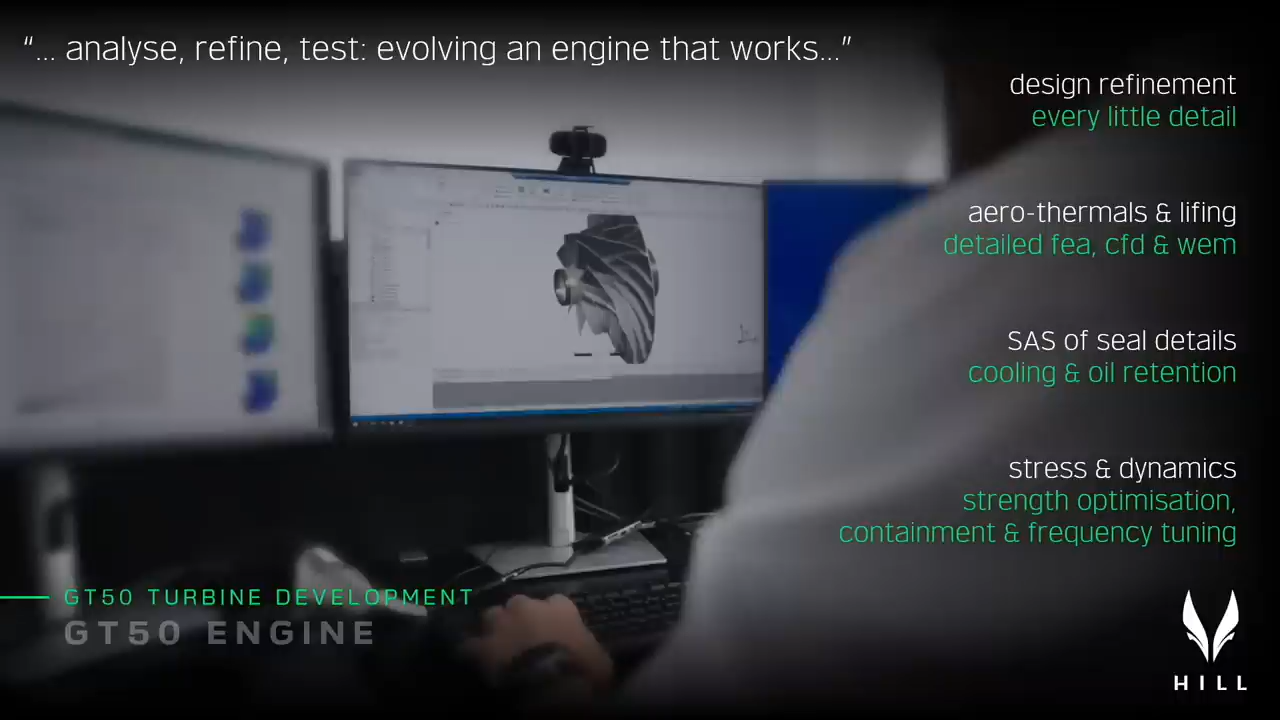 “... analyse, refine, test: evolving an engine that works...”
design refinement
every little detail
aero-thermals & lifing
detailed fea, cfd & wem
SAS of seal details
cooling & oil retention
stress & dynamics
strength optimisation,
containment & frequency tuning
GT50 TURBINE DEVELOPMENT
GT50 ENGINE
HILL